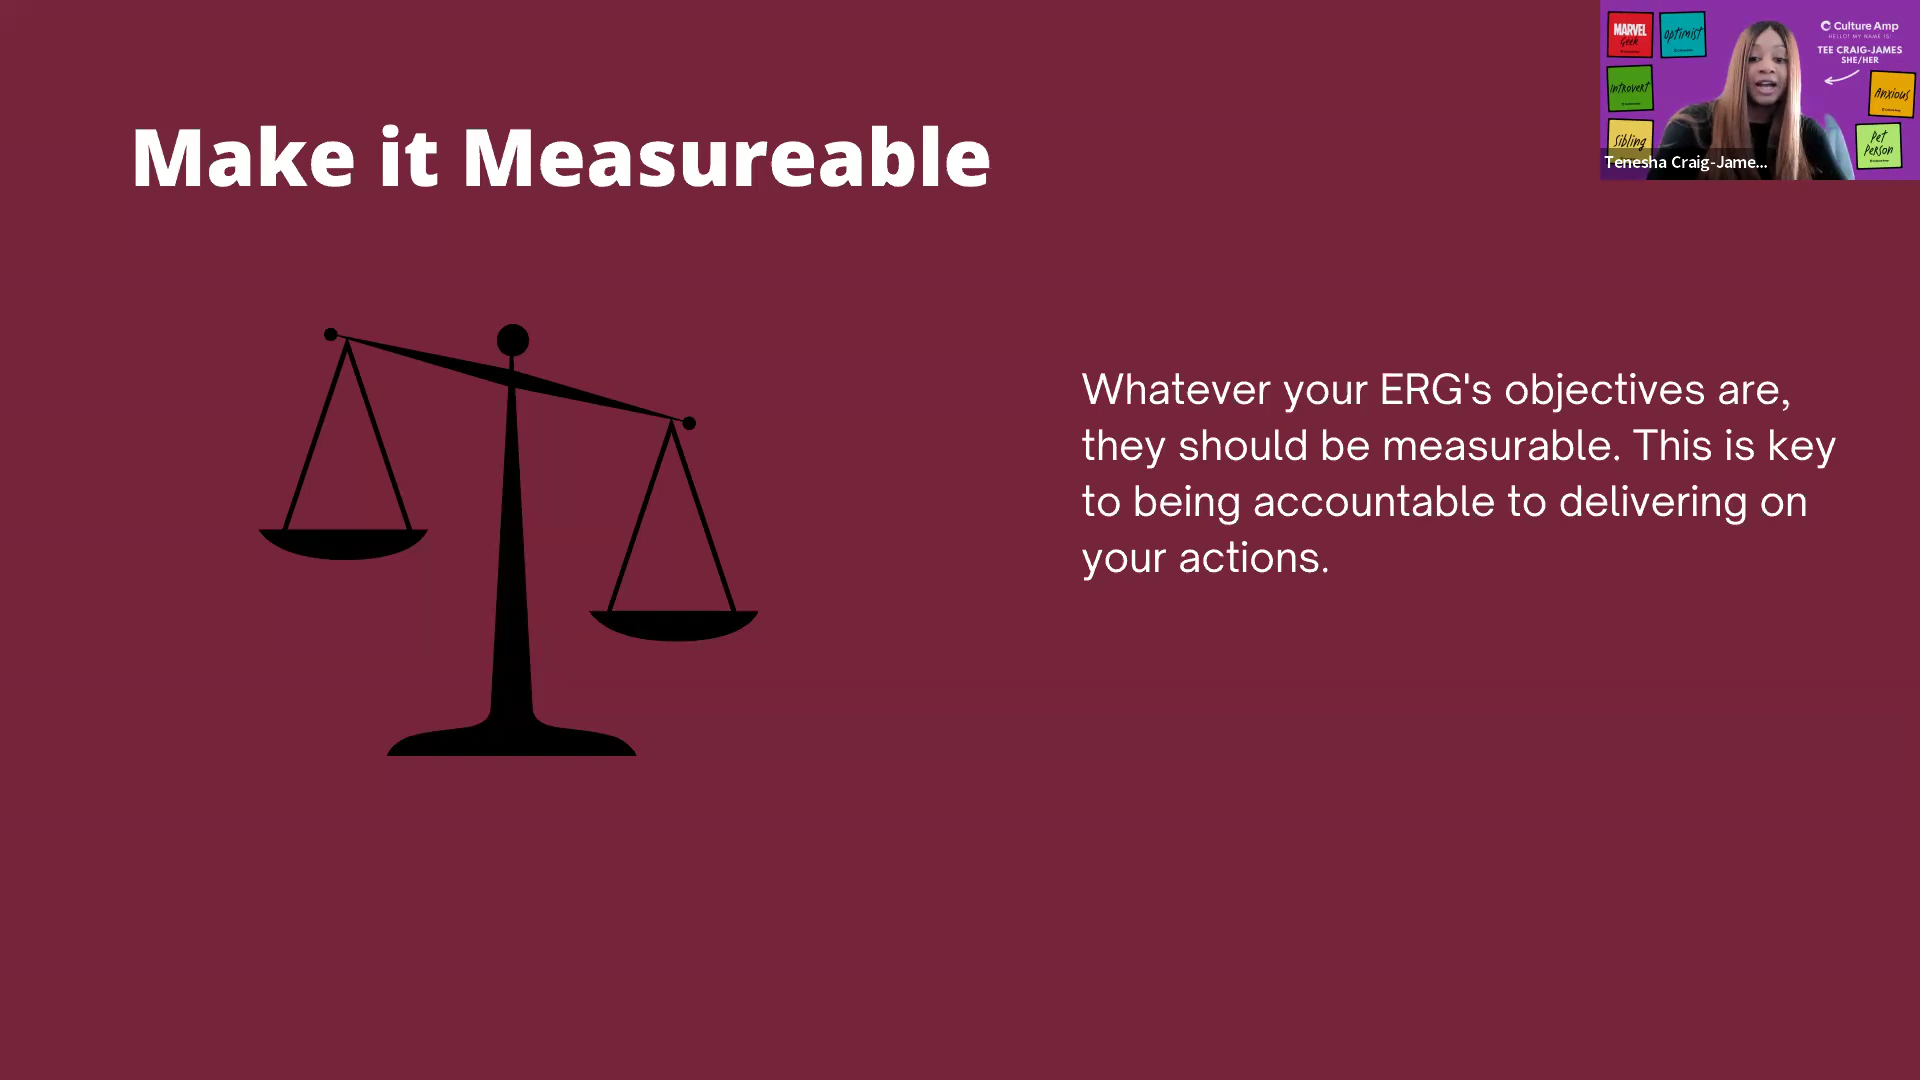 Make it Measureable
Whatever your ERG's objectives are,
they should be measurable. This is key
to being accountable to delivering on
your actions.
MARVEL
Geek
optimist
introvert
Sibling
Culture Amp
HELLO! MY NAME IS
TEE CRAIG-JAMES
SHE/HER
Anxious
Pet
Person
Tenesha Craig-Jame...